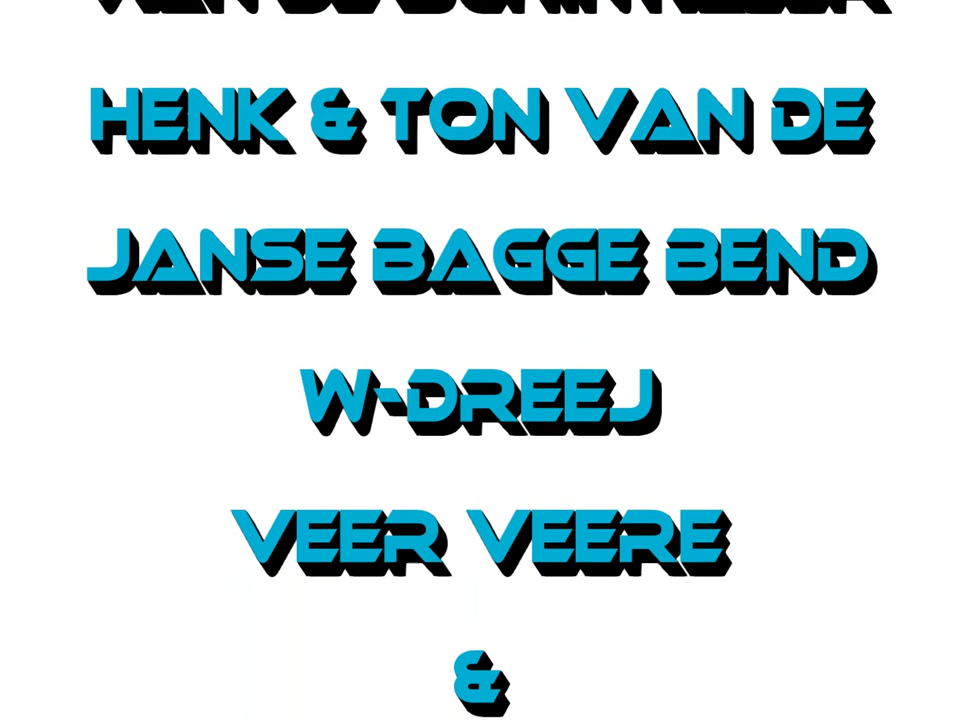 HENK & TON VAN DE
JANSE BAGGE BEND
W-DREEJ
VEER VEERE
&